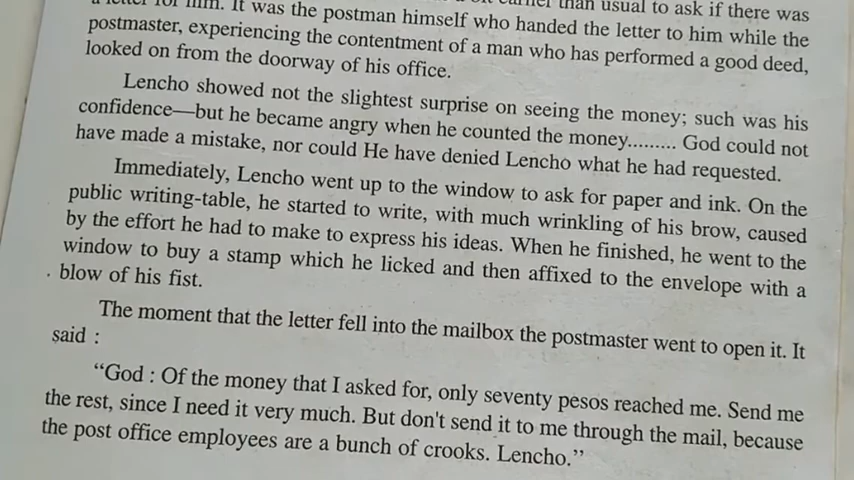 a letter for him. It was the postman himself who handed the letter to him while the
postmaster, experiencing the contentment of a man who has performed a good deed,
looked on from the doorway of his office.
Lencho showed not the slightest surprise on seeing the money; such was his
confidence—but he became angry when he counted the money......... God could not
have made a mistake, nor could He have denied Lencho what he had requested.
Immediately, Lencho went up to the window to ask for paper and ink. On the
public writing-table, he started to write, with much wrinkling of his brow, caused
by the effort he had to make to express his ideas. When he finished, he went to the
window to buy a stamp which he licked and then affixed to the envelope with a
blow of his fist.
The moment that the letter fell into the mailbox the postmaster went to open it. It
said :
“God : Of the money that I asked for, only seventy pesos reached me. Send me
the rest, since I need it very much. But don't send it to me through the mail, because
the post office employees are a bunch of crooks. Lencho.”